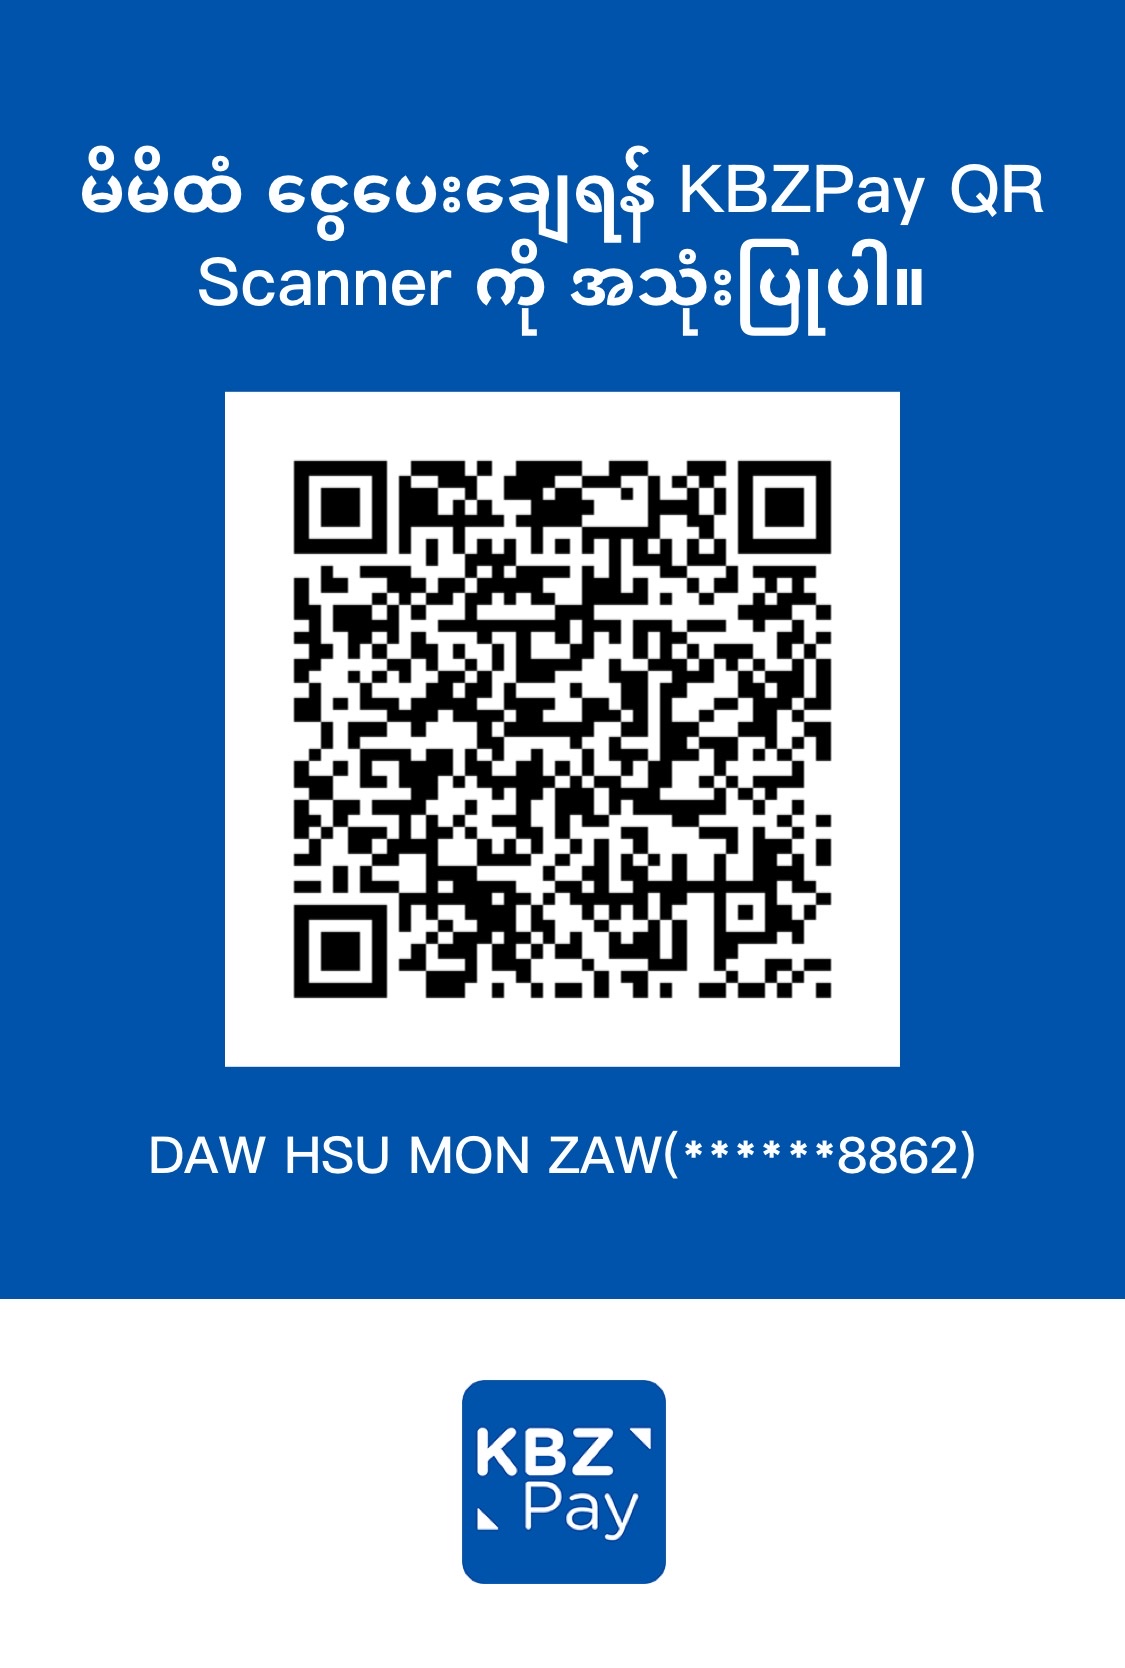 မိမိထံ ငွေပေးချေရန် KBZPay QR
Scanner ကို အသုံးပြုပါ။
DAW HSU MON ZAW(******8862)
KBZ
Pay